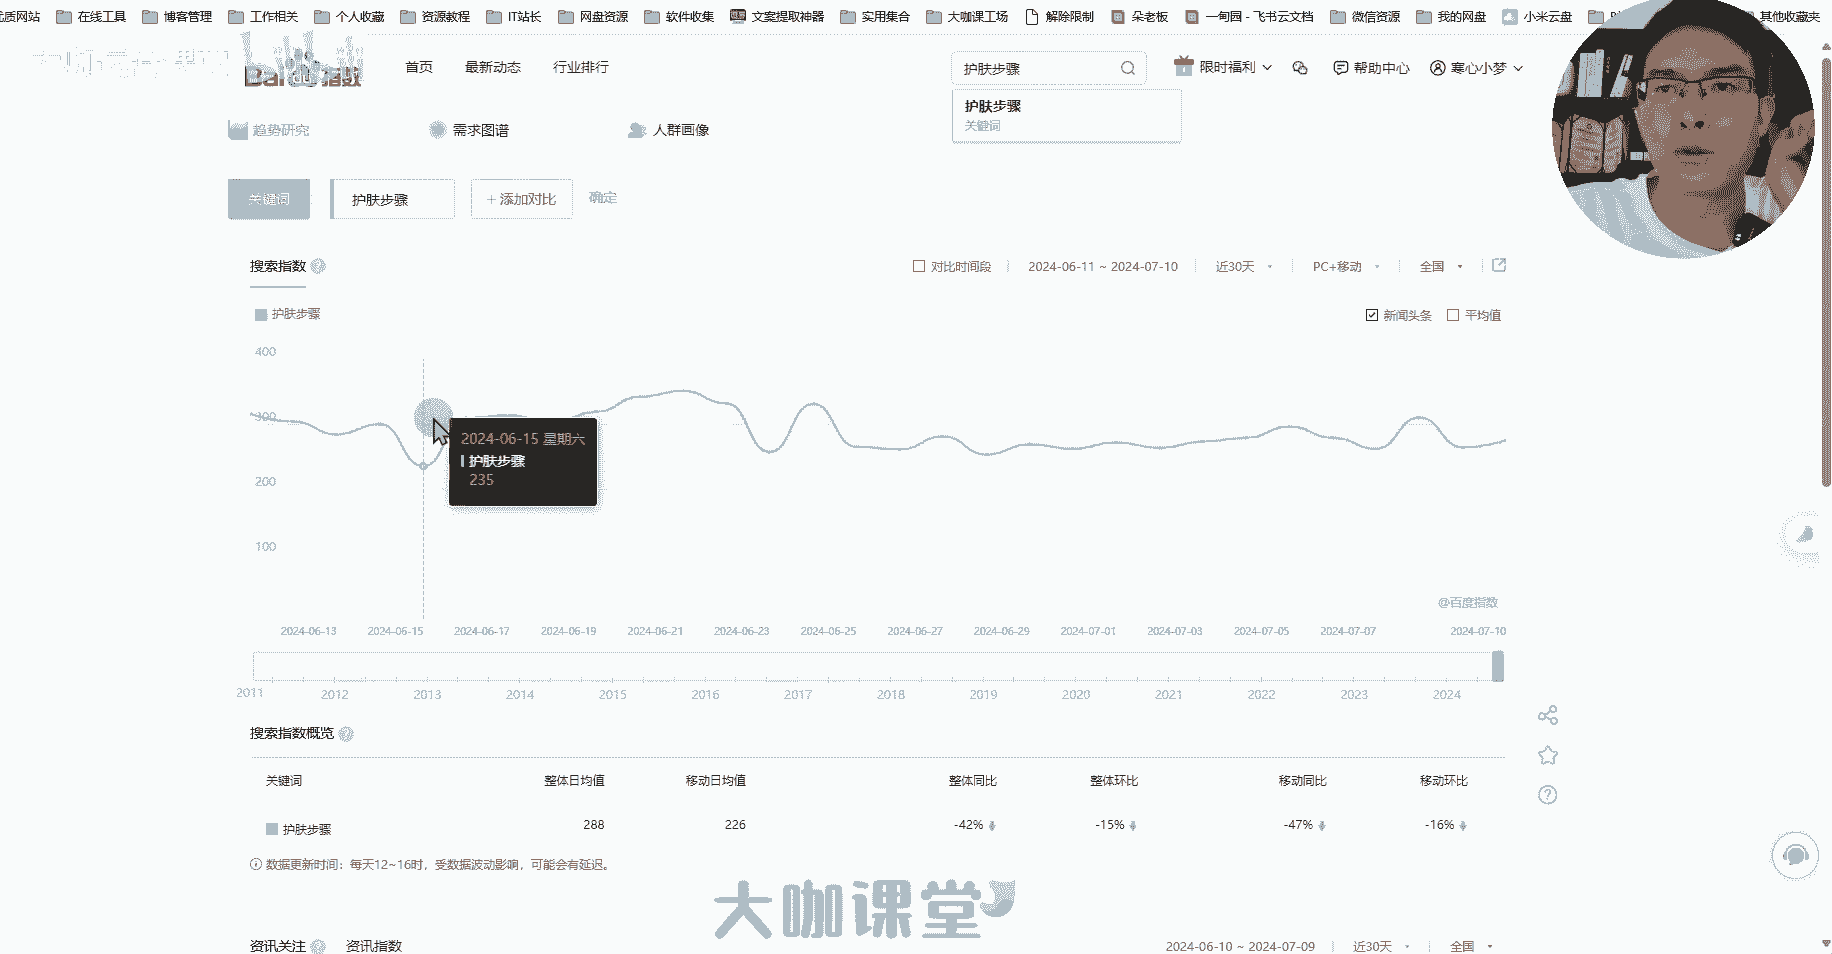 优质网站 在线工具 博客管理 工作相关 个人收藏 资源教程 IT站长 网盘资源 软件收集 文案提取神器 实用集合 大咖课工场 解除限制 朵老板 一甸园 - 飞书云文档 微信资源 我的网盘 小米云盘 其他收藏夹
Bai du 指数 首页 最新动态 行业排行 护肤步骤 限时福利 帮助中心 寒心小梦
护肤步骤
关键词
趋势研究 需求图谱 人群画像
关键词 护肤步骤 + 添加对比 确定
搜索指数 对比时间段 2024-06-11 ~ 2024-07-10 近30天 PC+移动 全国
护肤步骤 新闻头条 平均值
400
300
2024-06-15 星期六
护肤步骤
235
200
100
@百度指数
2024-06-13 2024-06-15 2024-06-17 2024-06-19 2024-06-21 2024-06-23 2024-06-25 2024-06-27 2024-06-29 2024-07-01 2024-07-03 2024-07-05 2024-07-07 2024-07-10
2011 2012 2013 2014 2015 2016 2017 2018 2019 2020 2021 2022 2023 2024
搜索指数概览
关键词 整体日均值 移动日均值 整体同比 整体环比 移动同比 移动环比
护肤步骤 288 226 -42% -15% -47% -16%
数据更新时间：每天12~16时，受数据波动影响，可能会有延迟。
大咖课堂
资讯关注 资讯指数 2024-06-10 ~ 2024-07-09 近30天 全国